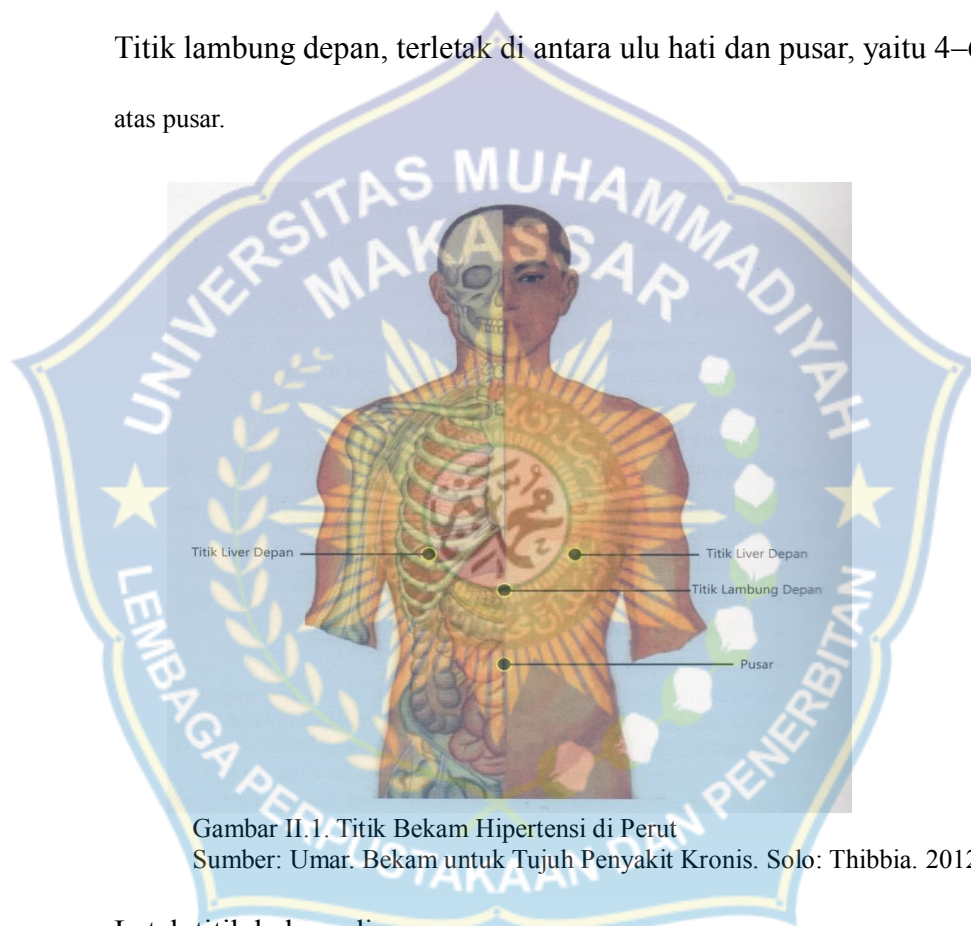 Titik lambung depan, terletak di antara ulu hati dan pusar, yaitu 4–
atas pusar.
UNIVERSITAS MUHAMMADIYAH
MAKASSAR
Titik Liver Depan
Titik Liver Depan
Titik Lambung Depan
Pusar
LEMBAGA PERPUSTAKAAN DAN PENERBITAN
Gambar II.1. Titik Bekam Hipertensi di Perut
Sumber: Umar. Bekam untuk Tujuh Penyakit Kronis. Solo: Thibbia. 2012